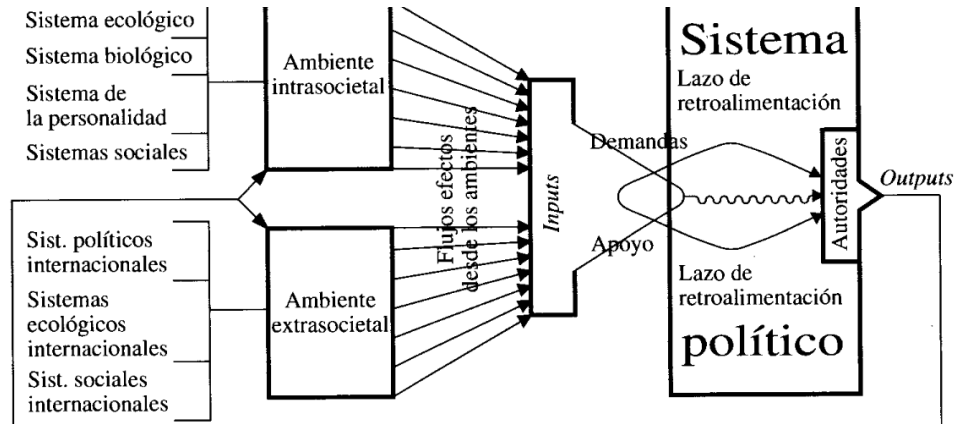 Sistema ecológico
Sistema biológico
Sistema de
la personalidad
Sistemas sociales
Ambiente
intrasocietal
Sist. políticos
internacionales
Sistemas
ecológicos
internacionales
Sist. sociales
internacionales
Ambiente
extrasocietal
Flujos efectos
desde los ambientes
Inputs
Demandas
Apoyo
Sistema
Lazo de
retroalimentación
Autoridades
Lazo de
retroalimentación
político
Outputs